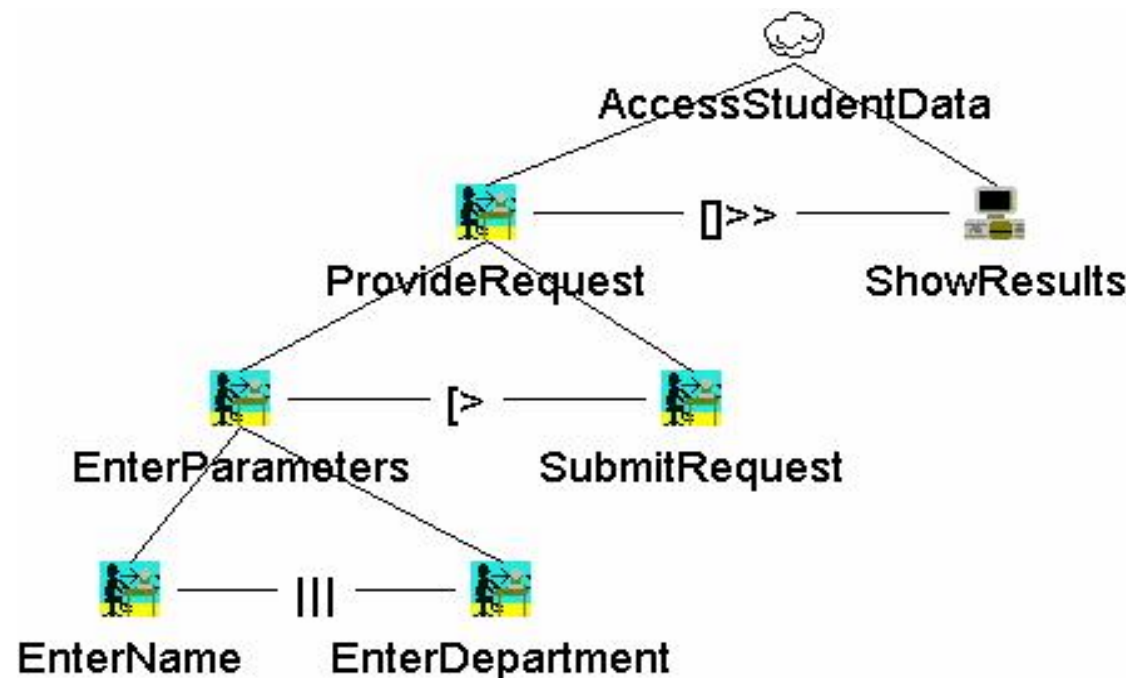 AccessStudentData
[]>>
ProvideRequest ShowResults
[>
EnterParameters SubmitRequest
|||
EnterName EnterDepartment